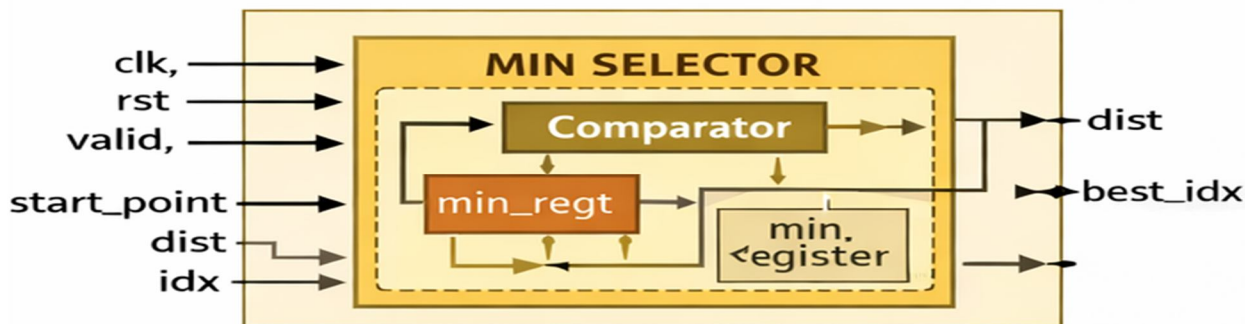 clk,
rst
valid,
start_point
dist
idx
MIN SELECTOR
Comparator
min_regt
min.
<egister
dist
best_idx